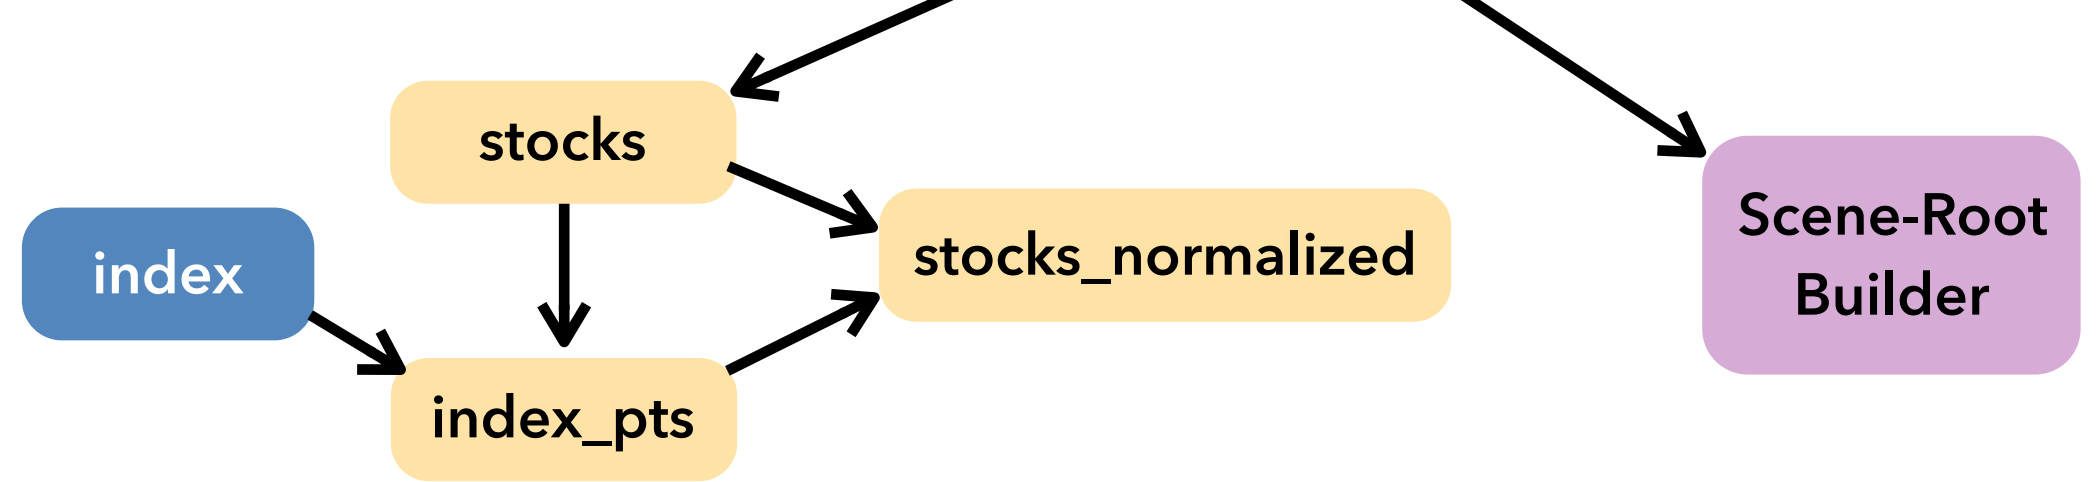 stocks
index
stocks_normalized
Scene-Root
Builder
index_pts